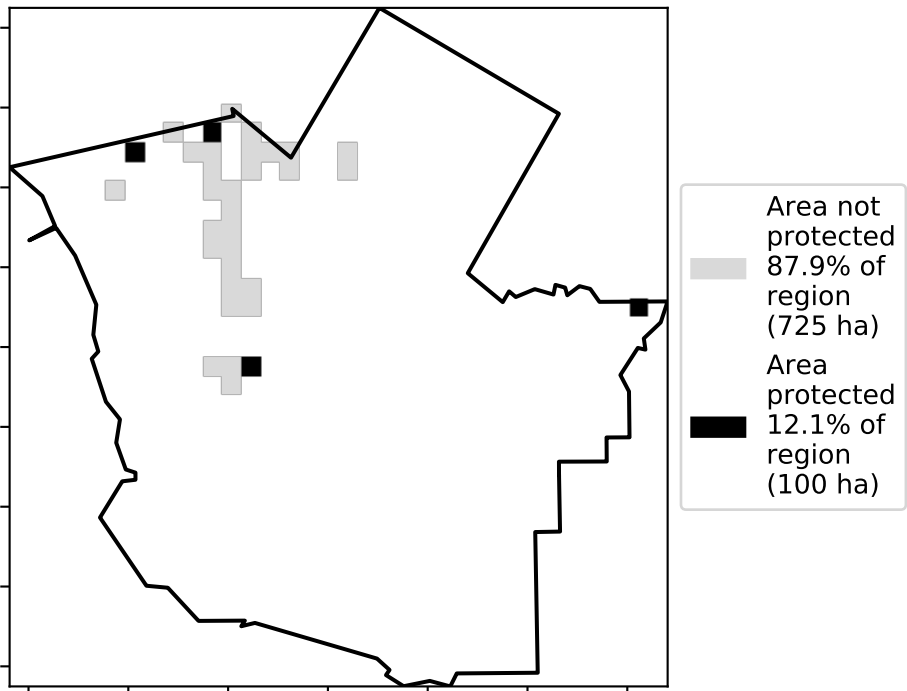 Area not
protected
87.9% of
region
(725 ha)
Area
protected
12.1% of
region
(100 ha)